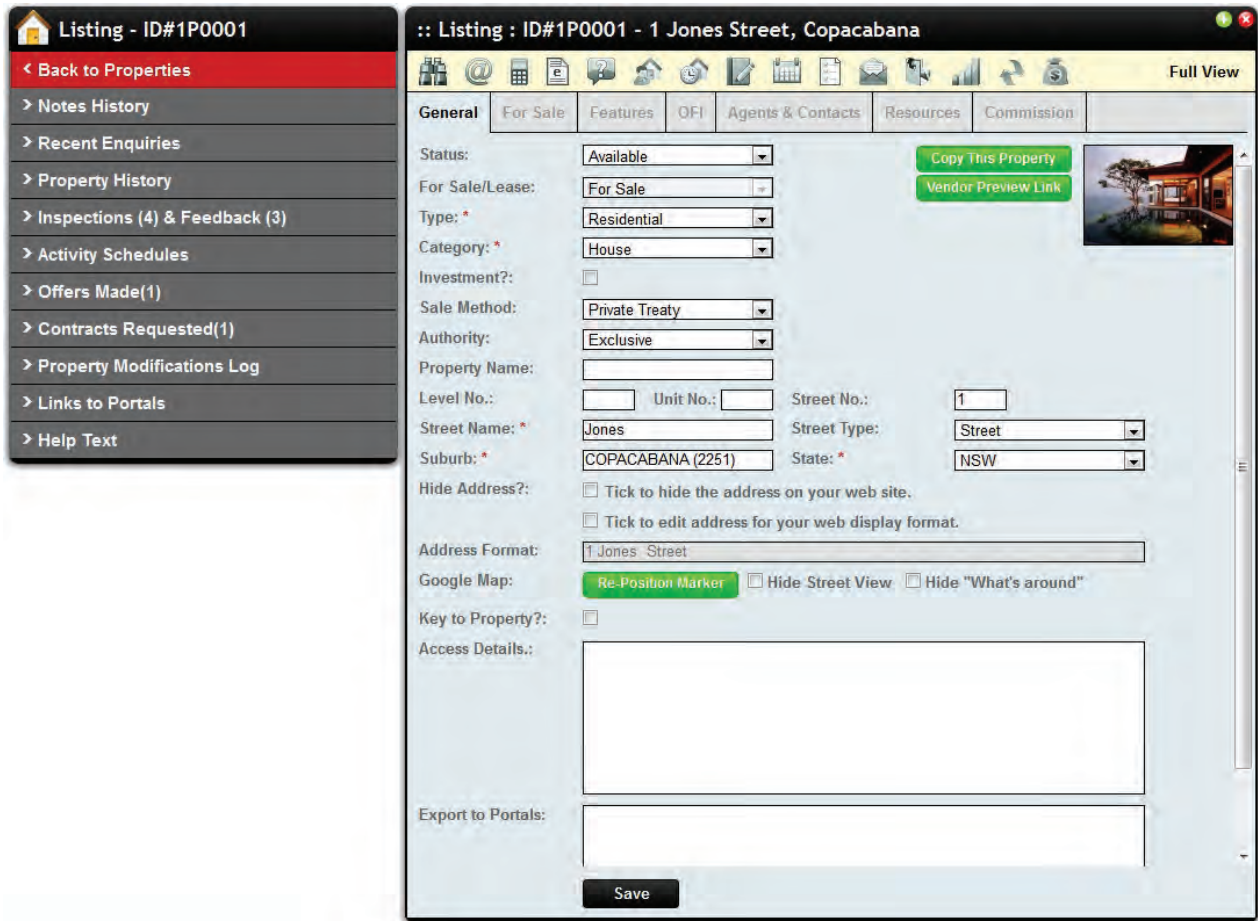 Listing - ID#1P0001
< Back to Properties
> Notes History
> Recent Enquiries
> Property History
> Inspections (4) & Feedback (3)
> Activity Schedules
> Offers Made(1)
> Contracts Requested(1)
> Property Modifications Log
> Links to Portals
> Help Text
:: Listing : ID#1P0001 - 1 Jones Street, Copacabana
Full View
General For Sale Features OFI Agents & Contacts Resources Commission
Status: Available Copy This Property
For Sale/Lease: For Sale Vendor Preview Link
Type: * Residential
Category: * House
Investment?:
Sale Method: Private Treaty
Authority: Exclusive
Property Name:
Level No.: Unit No.: Street No.: 1
Street Name: * Jones Street Type: Street
Suburb: * COPACABANA (2251) State: * NSW
Hide Address?: Tick to hide the address on your web site.
Tick to edit address for your web display format.
Address Format: 1 Jones Street
Google Map: Re-Position Marker Hide Street View Hide "What's around"
Key to Property?:
Access Details.:
Export to Portals:
Save